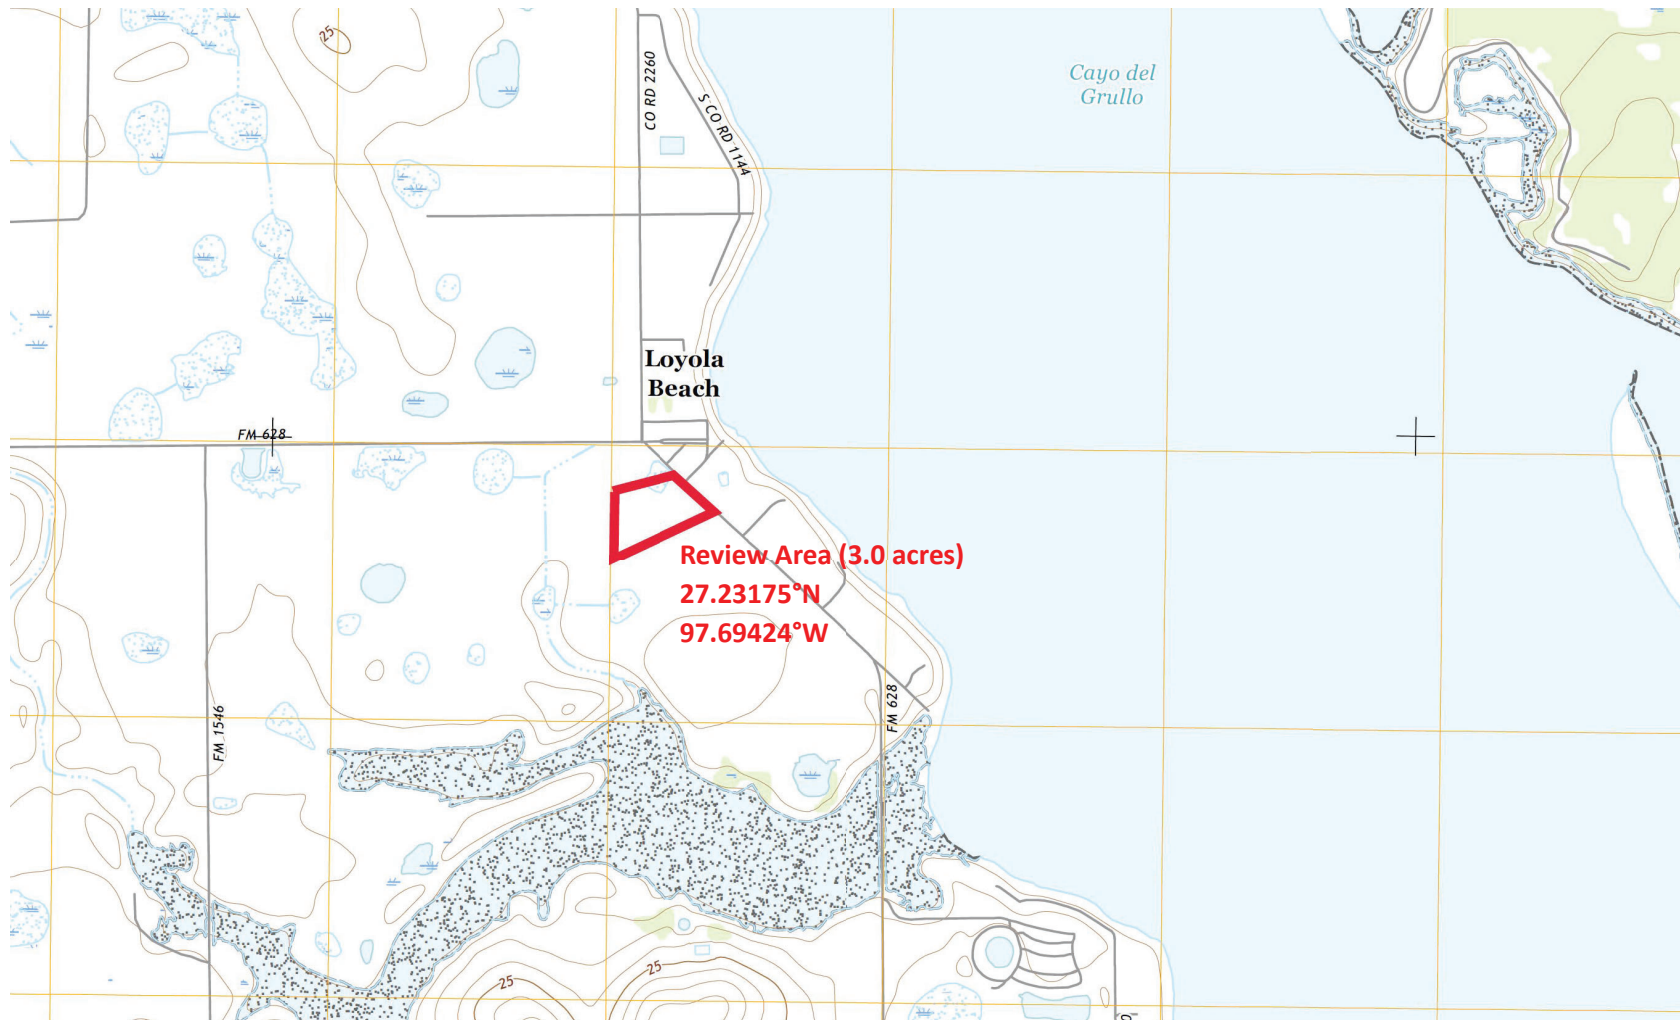 25
CO RD 2260
S CO RD 1144
Cayo del
Grullo
Loyola
Beach
FM 628
Review Area (3.0 acres)
27.23175°N
97.69424°W
FM 1546
FM 628
25
25